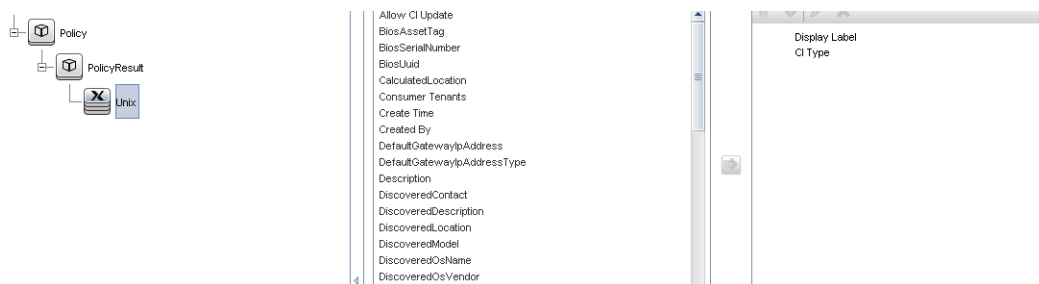 Policy
PolicyResult
Unix
Allow CI Update
BiosAssetTag
BiosSerialNumber
BiosUuid
CalculatedLocation
Consumer Tenants
Create Time
Created By
DefaultGatewayIpAddress
DefaultGatewayIpAddressType
Description
DiscoveredContact
DiscoveredDescription
DiscoveredLocation
DiscoveredModel
DiscoveredOsName
DiscoveredOsVendor
Display Label
CI Type